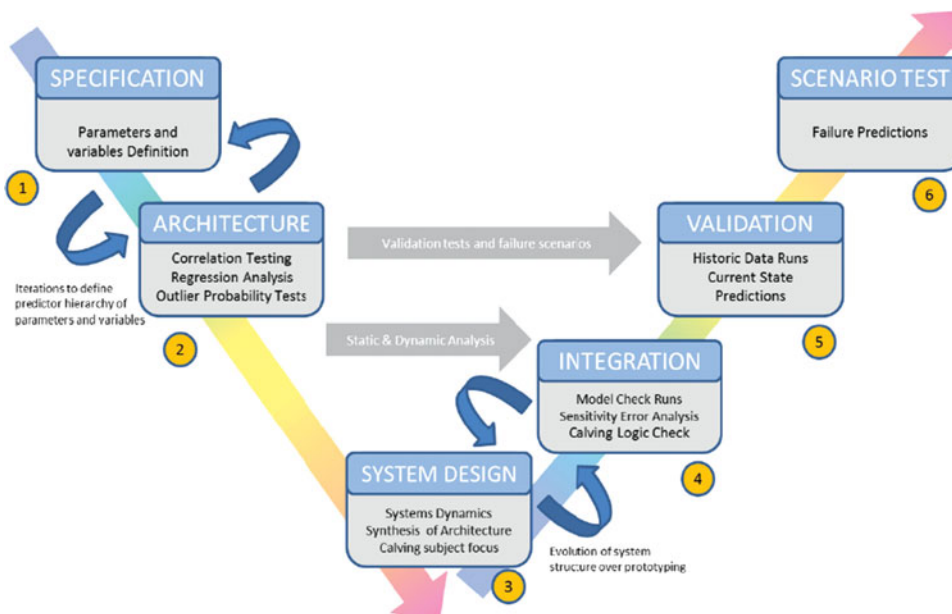 SPECIFICATION
Parameters and
variables Definition
1
Iterations to define
predictor hierarchy of
parameters and variables
ARCHITECTURE
Correlation Testing
Regression Analysis
Outlier Probability Tests
2
Validation tests and failure scenarios
Static & Dynamic Analysis
SYSTEM DESIGN
Systems Dynamics
Synthesis of Architecture
Calving subject focus
3
Evolution of system
structure over prototyping
INTEGRATION
Model Check Runs
Sensitivity Error Analysis
Calving Logic Check
4
VALIDATION
Historic Data Runs
Current State
Predictions
5
SCENARIO TEST
Failure Predictions
6